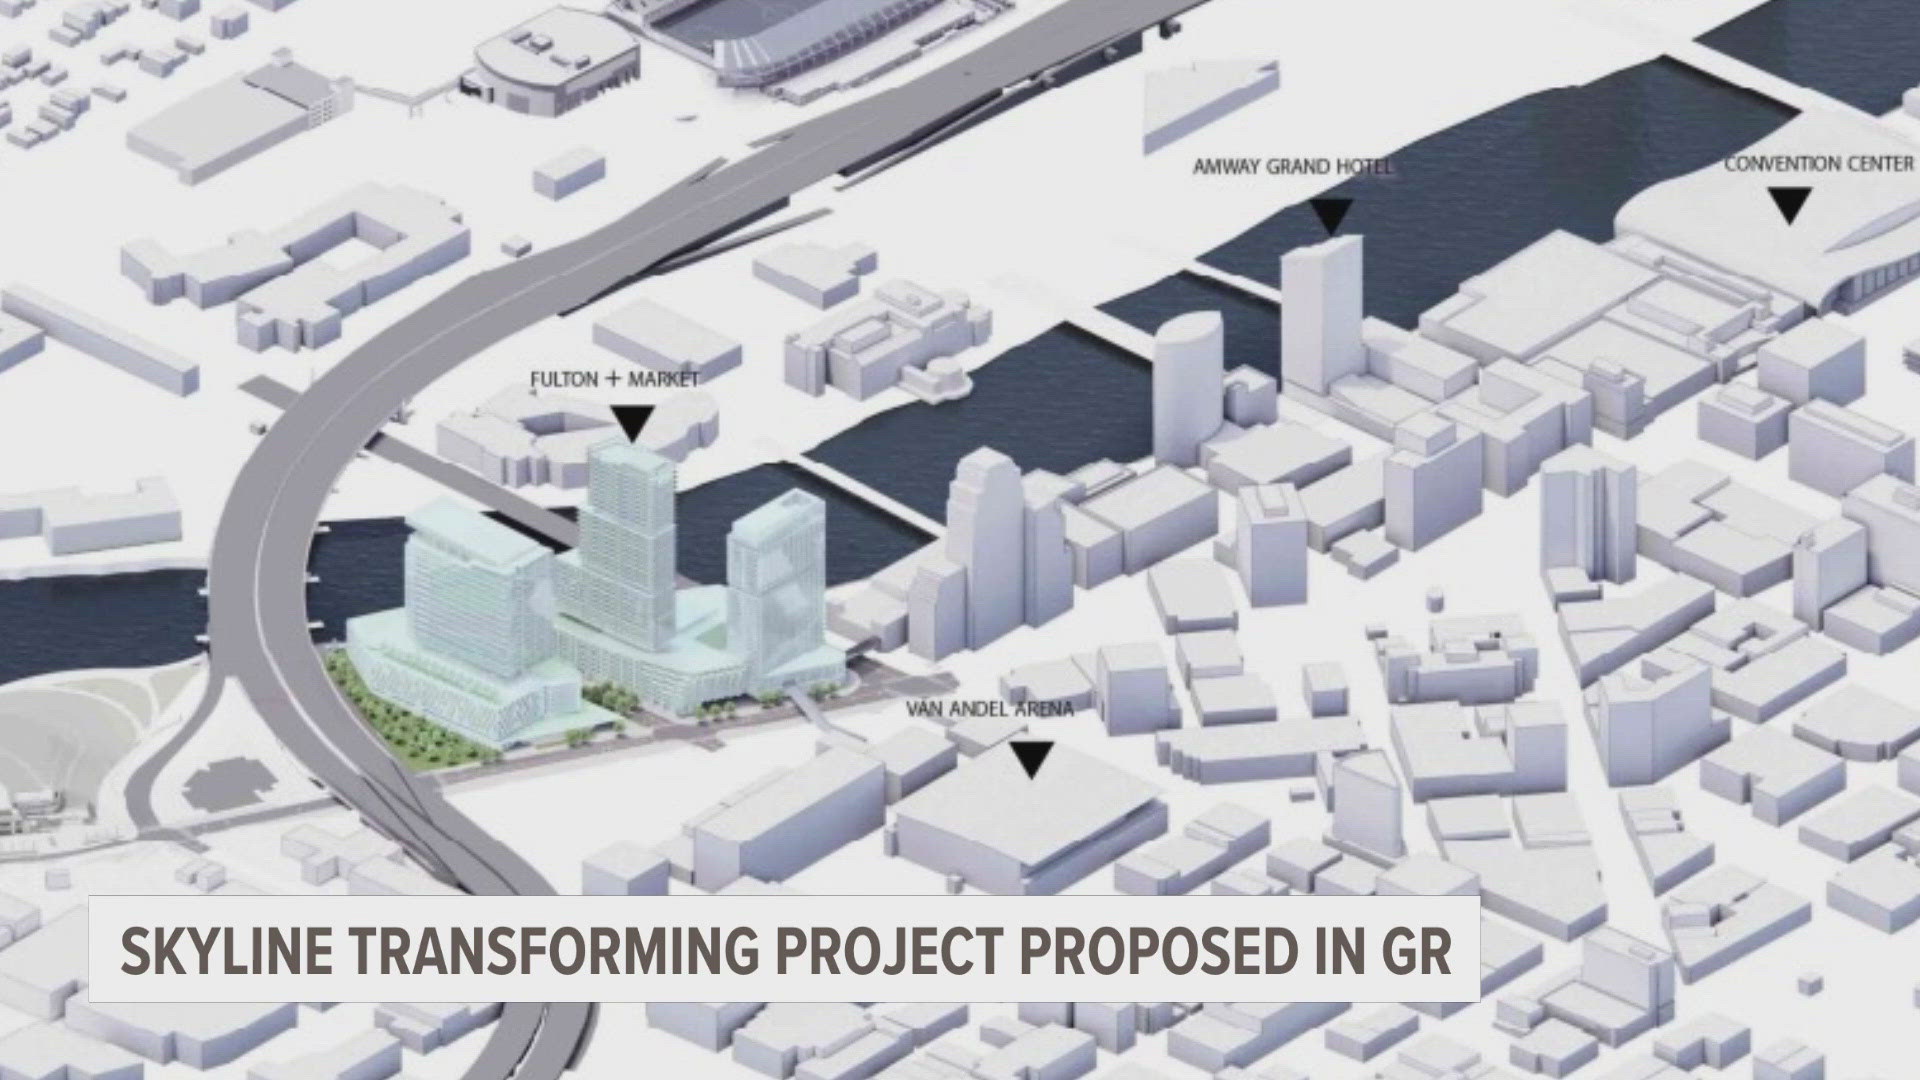 AMWAY GRAND HOTEL
CONVENTION CENTER
FULTON + MARKET
VAN ANDEL ARENA
SKYLINE TRANSFORMING PROJECT PROPOSED IN GR